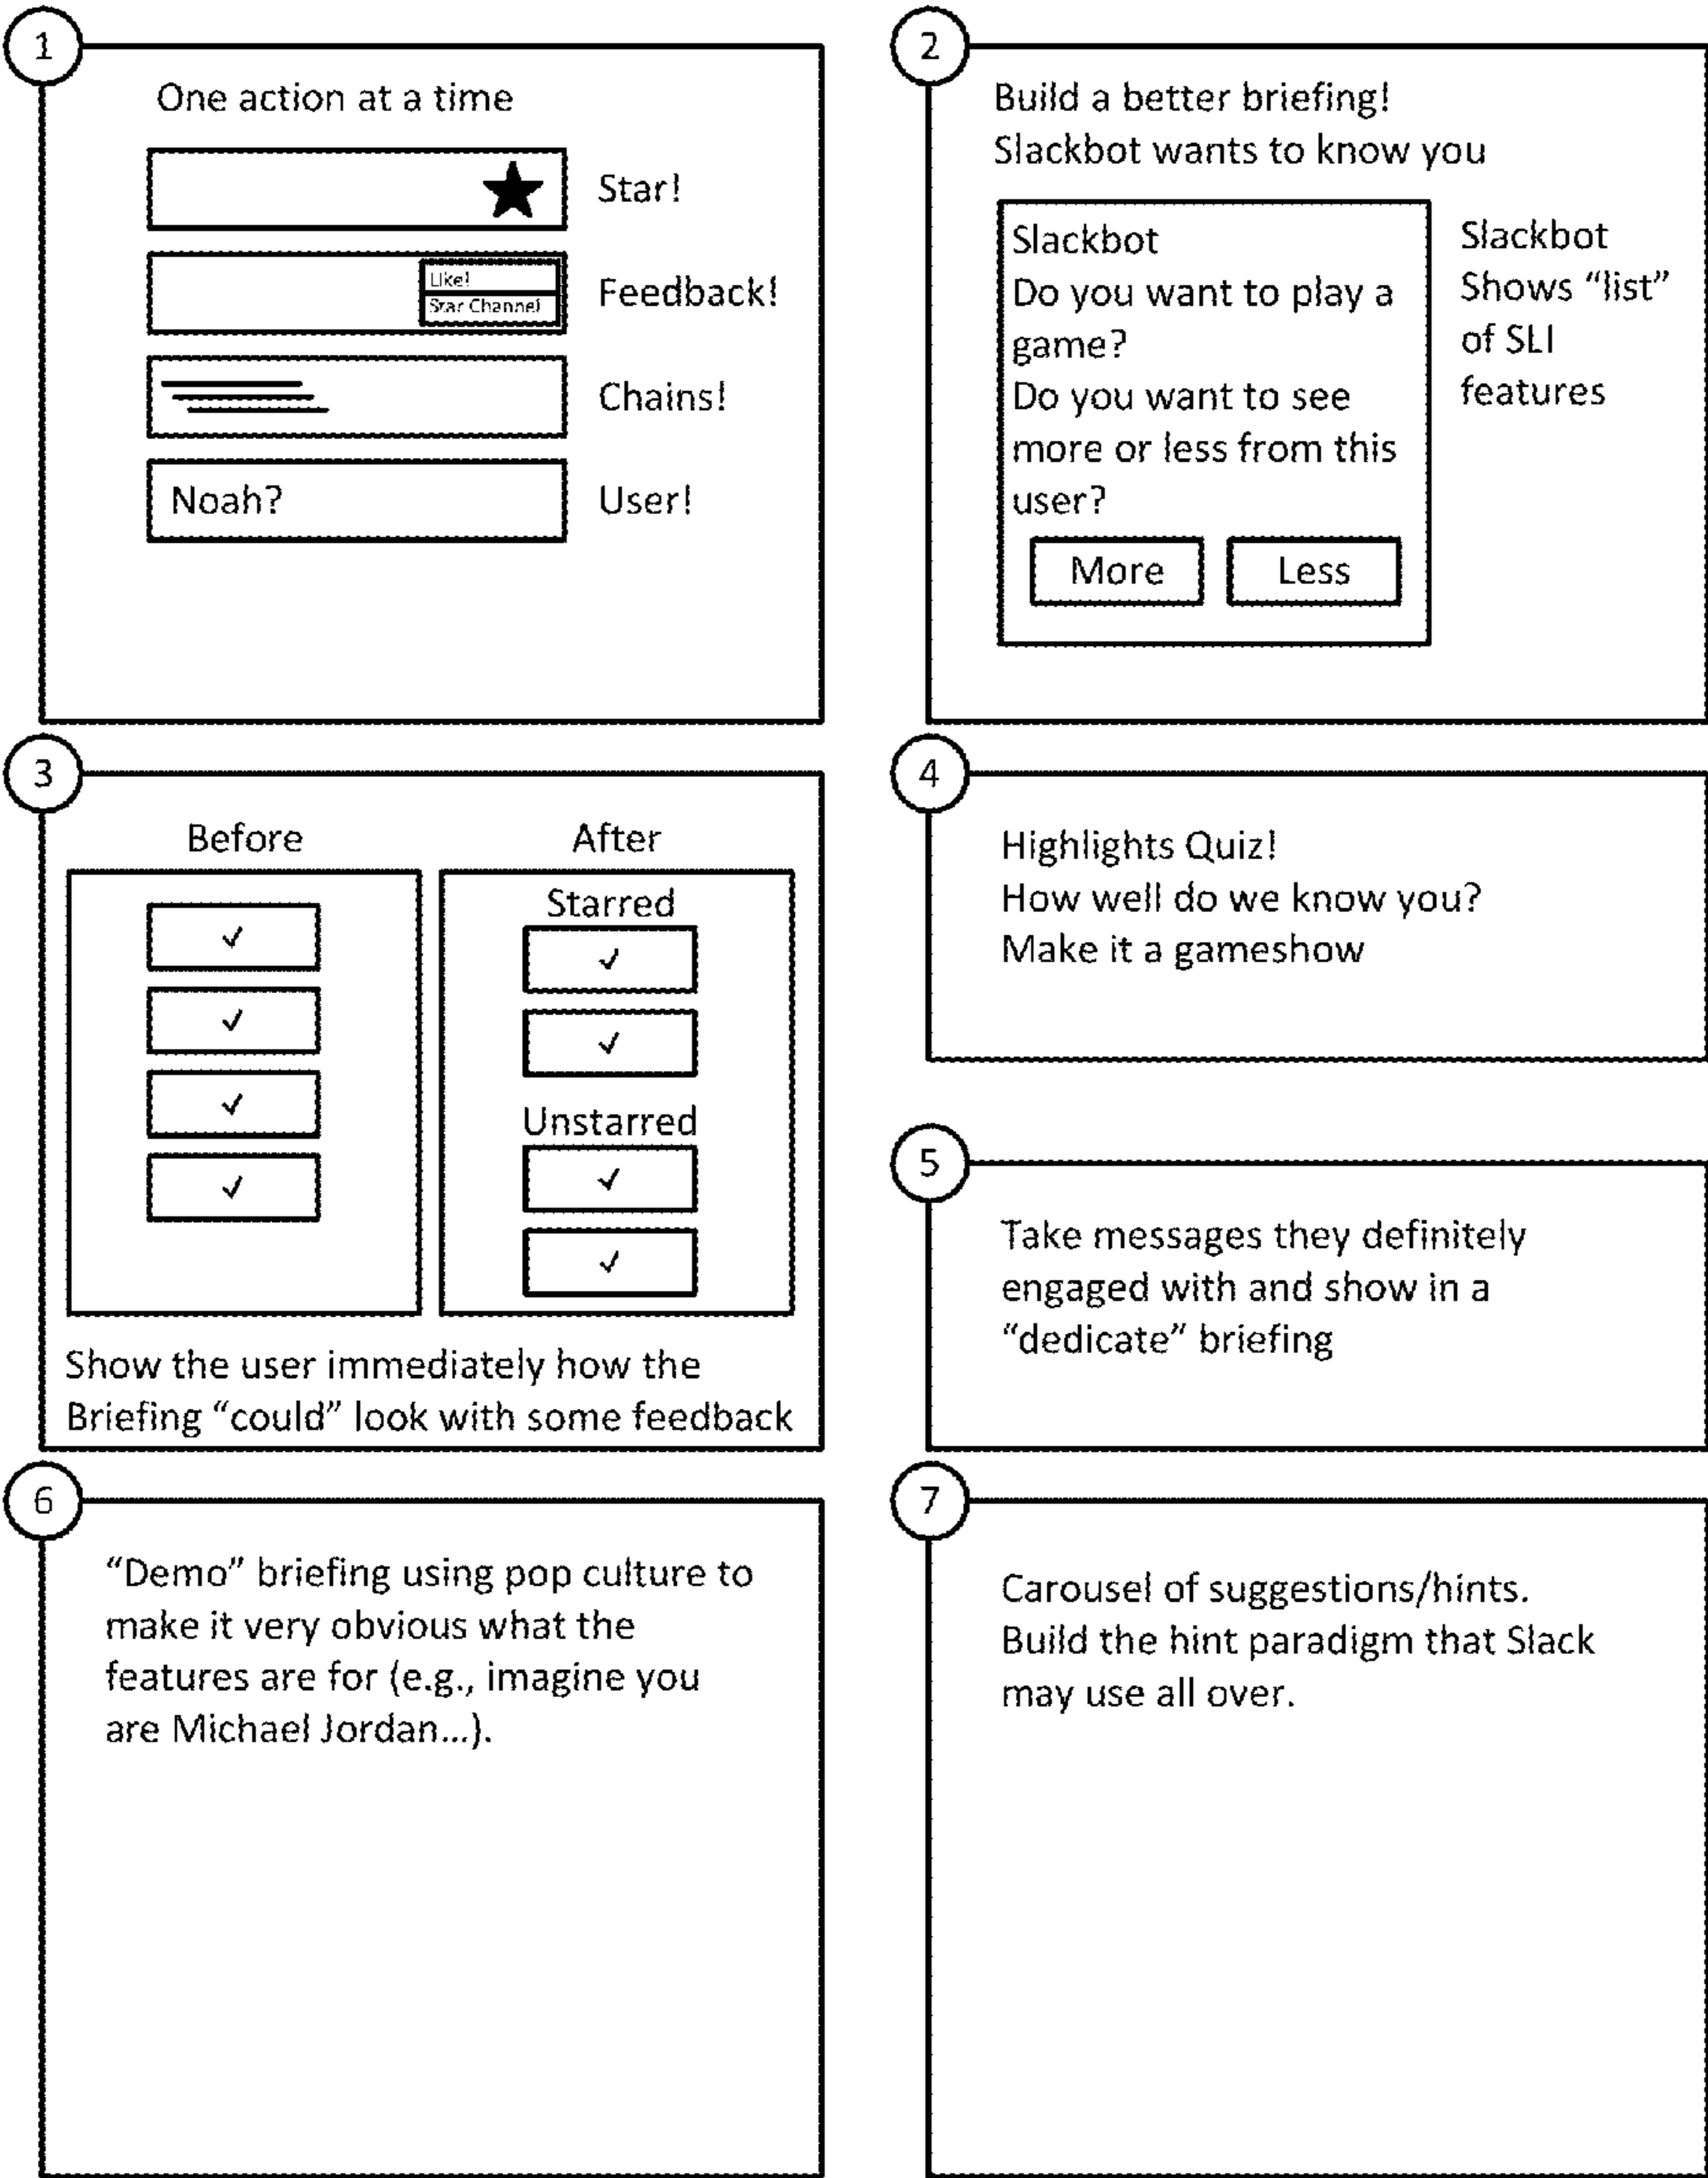 1
One action at a time
Star!
Like!
Star Channel
Feedback!
Chains!
Noah?
User!
2
Build a better briefing!
Slackbot wants to know you
Slackbot
Do you want to play a
game?
Do you want to see
more or less from this
user?
More
Less
Slackbot
Shows “list”
of SLI
features
3
Before
After
Starred
Unstarred
Show the user immediately how the
Briefing “could” look with some feedback
4
Highlights Quiz!
How well do we know you?
Make it a gameshow
5
Take messages they definitely
engaged with and show in a
“dedicate” briefing
6
“Demo” briefing using pop culture to
make it very obvious what the
features are for (e.g., imagine you
are Michael Jordan...).
7
Carousel of suggestions/hints.
Build the hint paradigm that Slack
may use all over.